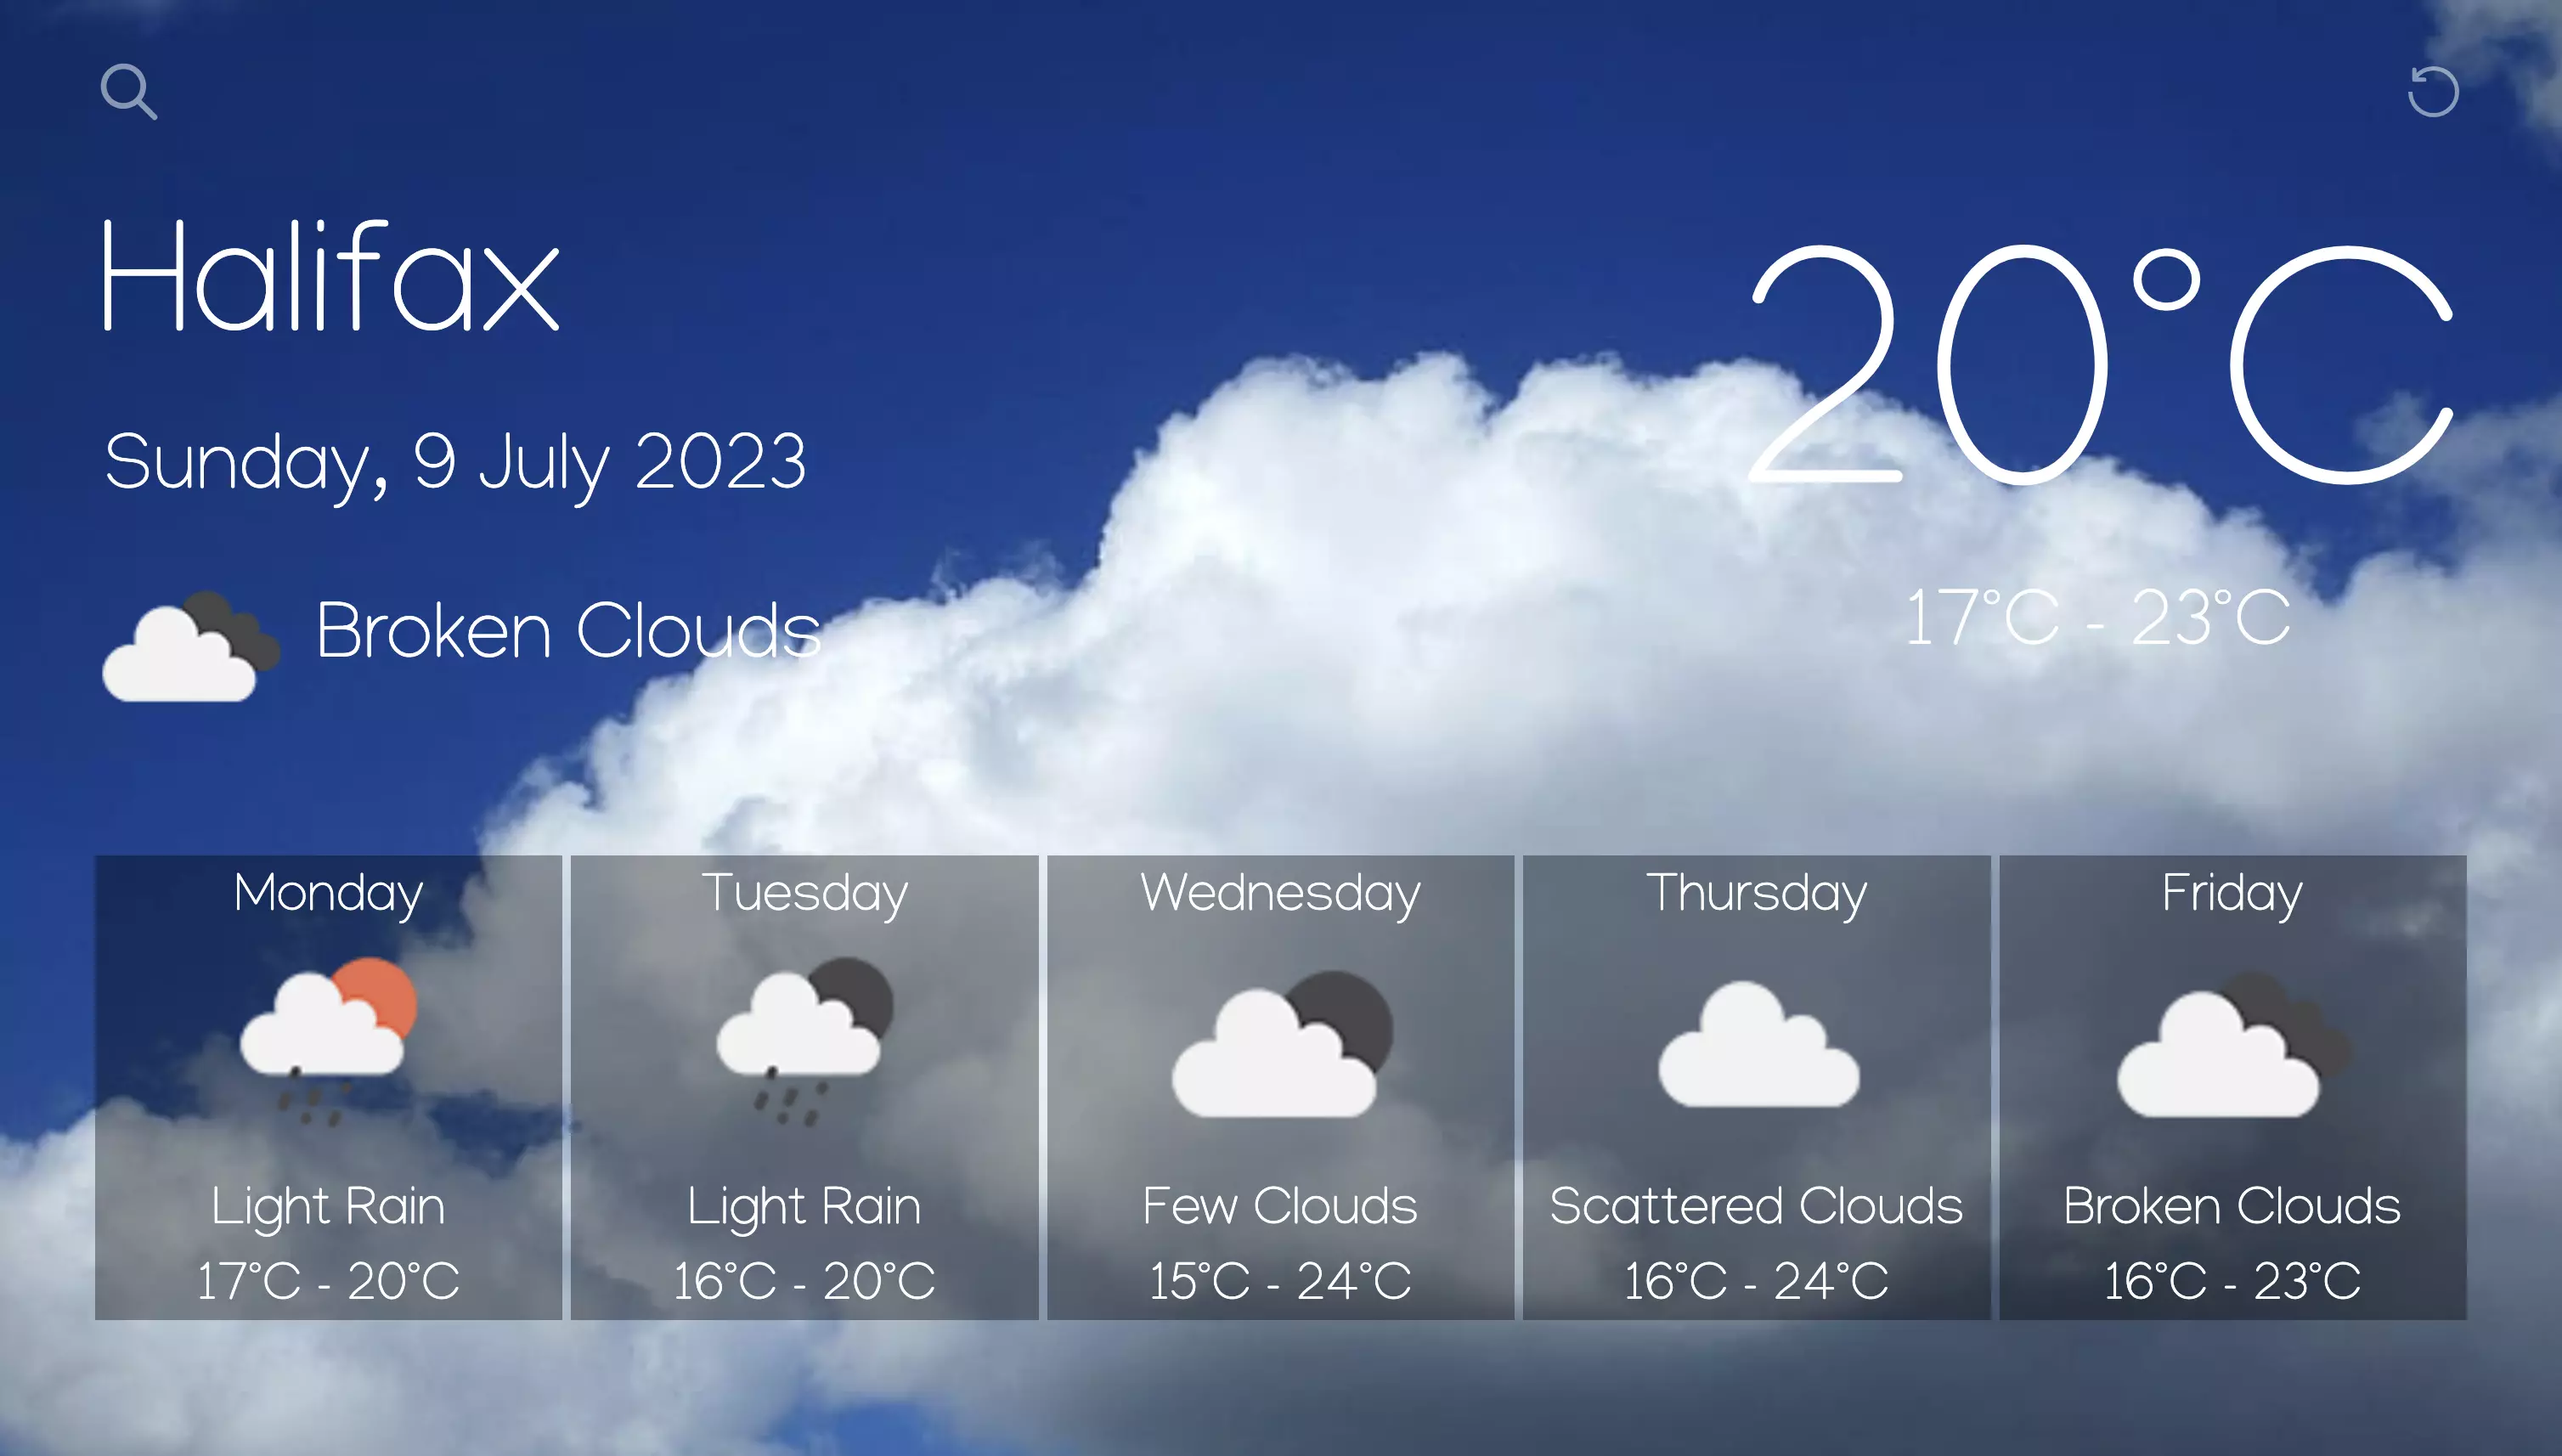 Halifax
20°C
Sunday, 9 July 2023
Broken Clouds
17°C - 23°C
Monday
Light Rain
17°C - 20°C
Tuesday
Light Rain
16°C - 20°C
Wednesday
Few Clouds
15°C - 24°C
Thursday
Scattered Clouds
16°C - 24°C
Friday
Broken Clouds
16°C - 23°C